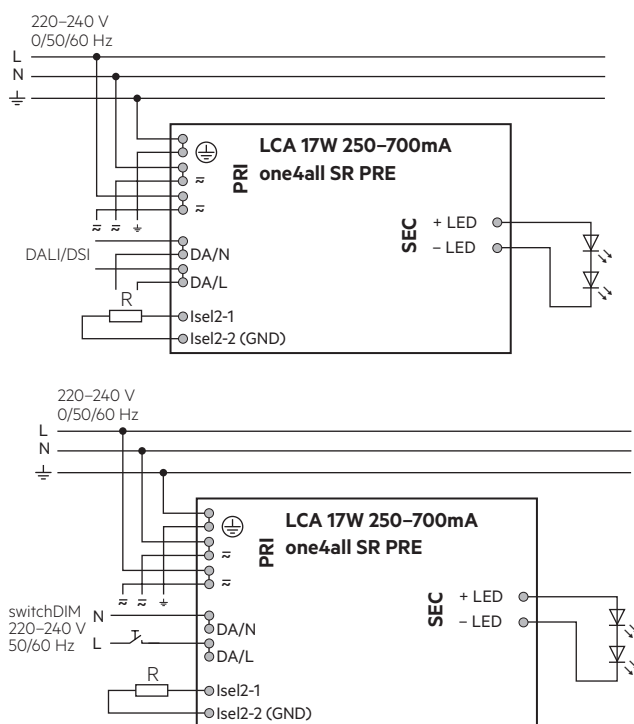 220–240 V
0/50/60 Hz
L
N
LCA 17W 250–700mA
one4all SR PRE
PRI
SEC
+ LED
– LED
DALI/DSI
DA/N
DA/L
R
Isel2-1
Isel2-2 (GND)
220–240 V
0/50/60 Hz
L
N
LCA 17W 250–700mA
one4all SR PRE
PRI
SEC
+ LED
– LED
switchDIM
220–240 V
50/60 Hz
N
L
DA/N
DA/L
R
Isel2-1
Isel2-2 (GND)